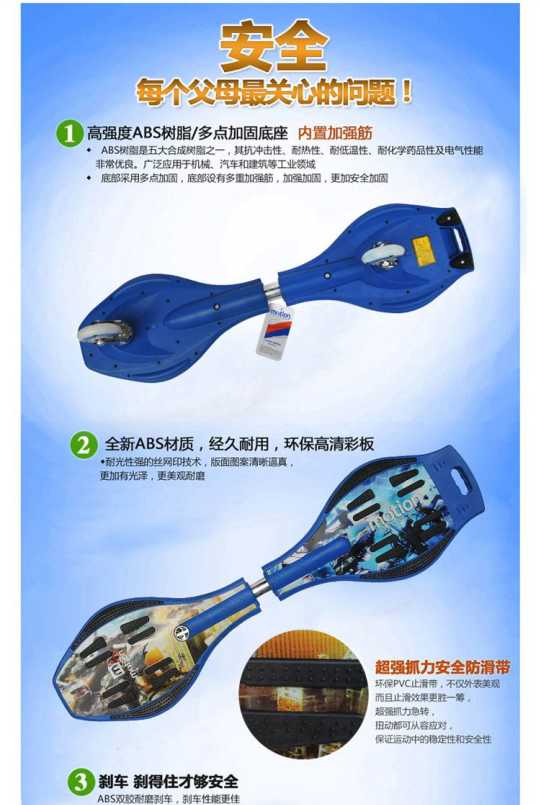 安全
每个父母最关心的问题！
1 高强度ABS树脂/多点加固底座 内置加强筋
◆ ABS树脂是五大合成树脂之一，其抗冲击性、耐热性、耐低温性、耐化学药品性及电气性能
非常优良。广泛应用于机械、汽车和建筑等工业领域
◆ 底部采用多点加固，底部设有多重加强筋，加强加固，更加安全加固
motion
2 全新ABS材质，经久耐用，环保高清彩板
◆耐光性强的丝网印技术，版面图案清晰逼真，
更加有光泽，更美观耐磨
motion
超强抓力安全防滑带
环保PVC止滑带，不仅外表美观
而且止滑效果更胜一筹，
超强抓力急转，
扭动都可从容应对，
保证运动中的稳定性和安全性
3 刹车 刹得住才够安全
ABS双胶耐磨刹车，刹车性能更佳